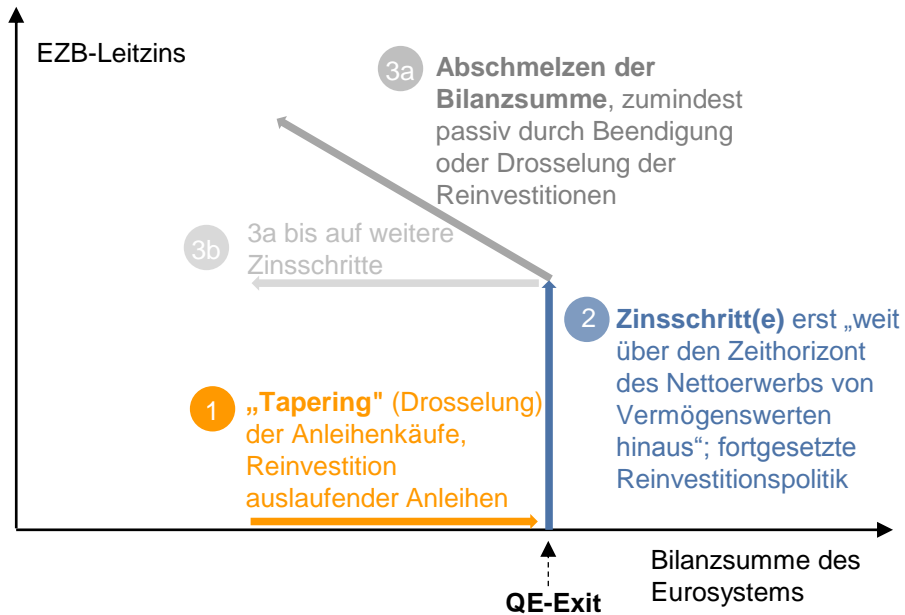 EZB-Leitzins
3a
Abschmelzen der
Bilanzsumme, zumindest
passiv durch Beendigung
oder Drosselung der
Reinvestitionen
3b
3a bis auf weitere
Zinsschritte
2
Zinsschritt(e) erst „weit
über den Zeithorizont
des Nettoerwerbs von
Vermögenswerten
hinaus“; fortgesetzte
Reinvestitionspolitik
1
„Tapering" (Drosselung)
der Anleihenkäufe,
Reinvestition
auslaufender Anleihen
QE-Exit
Bilanzsumme des
Eurosystems